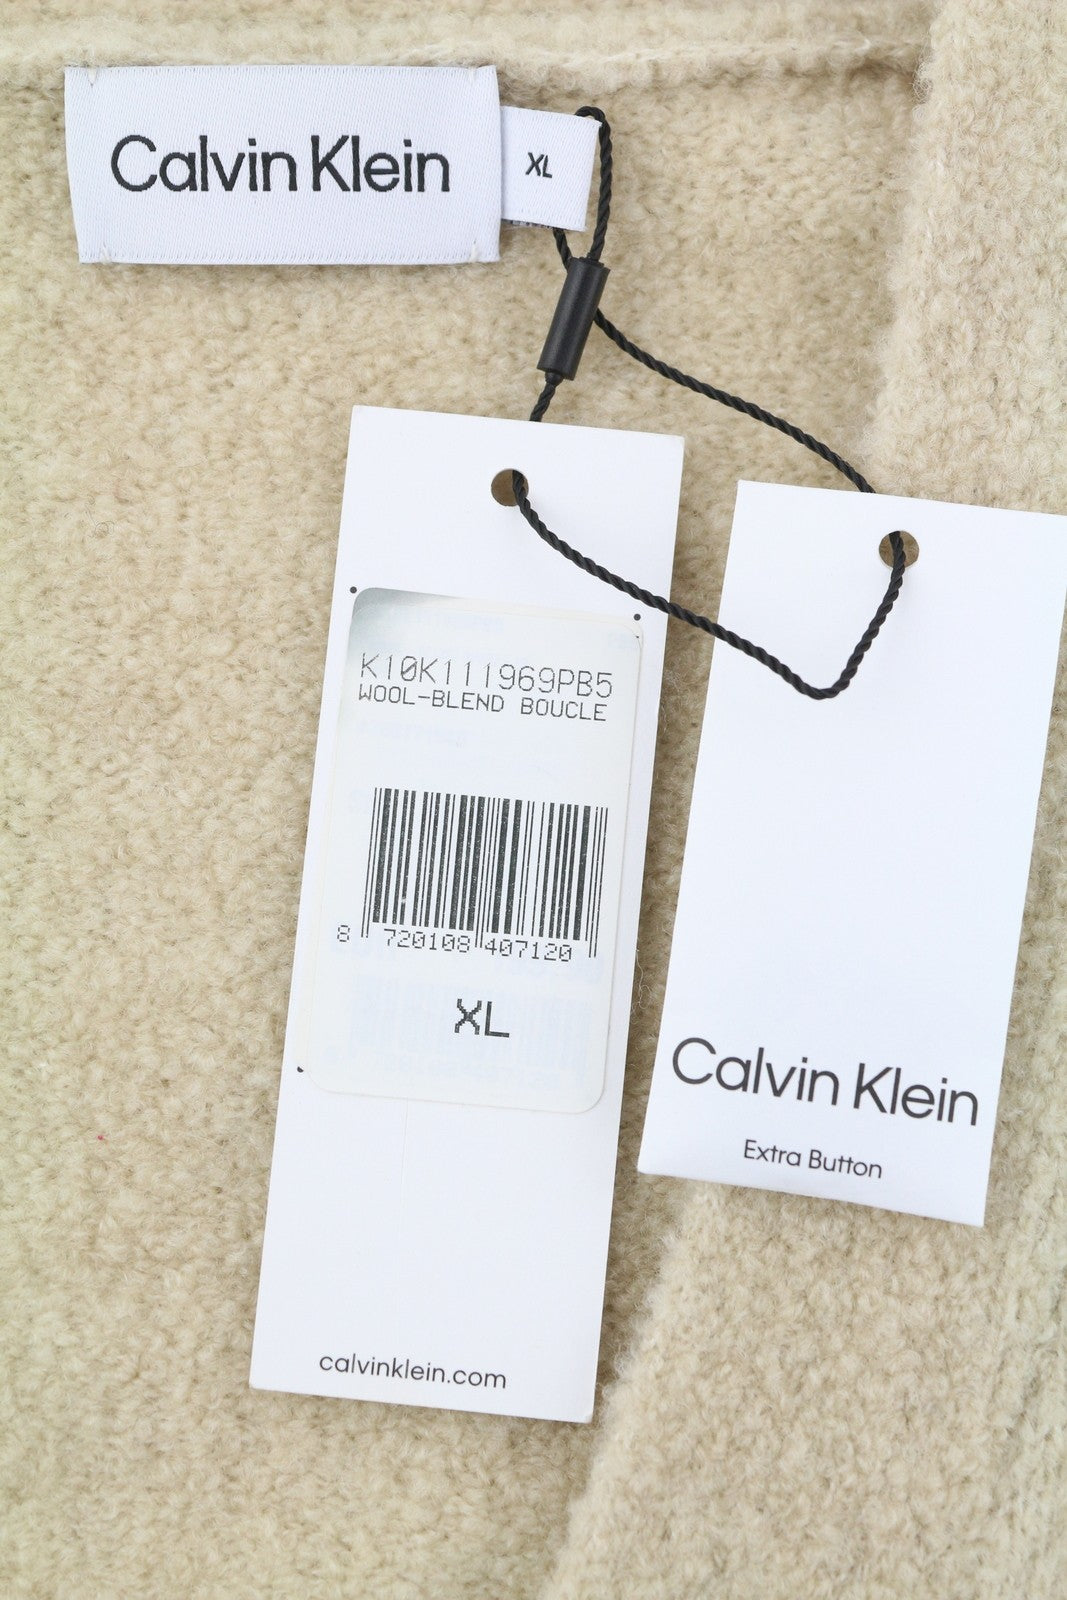 Calvin Klein
XL
K10K111969PB5
WOOL-BLEND BOUCLE
8 720108 407120
XL
calvinklein.com
Calvin Klein
Extra Button